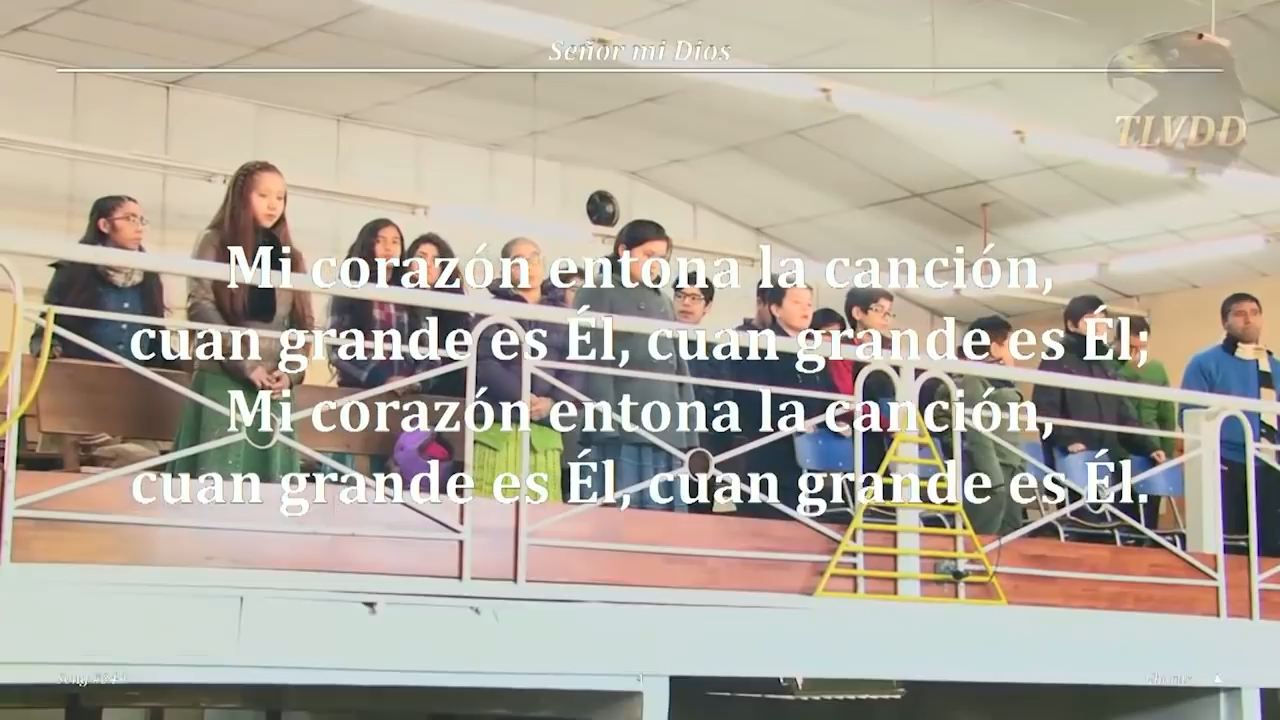 Señor mi Dios
TLVDD
Mi corazón entona la canción,
cuan grande es Él, cuan grande es Él;
Mi corazón entona la canción,
cuan grande es Él, cuan grande es Él.